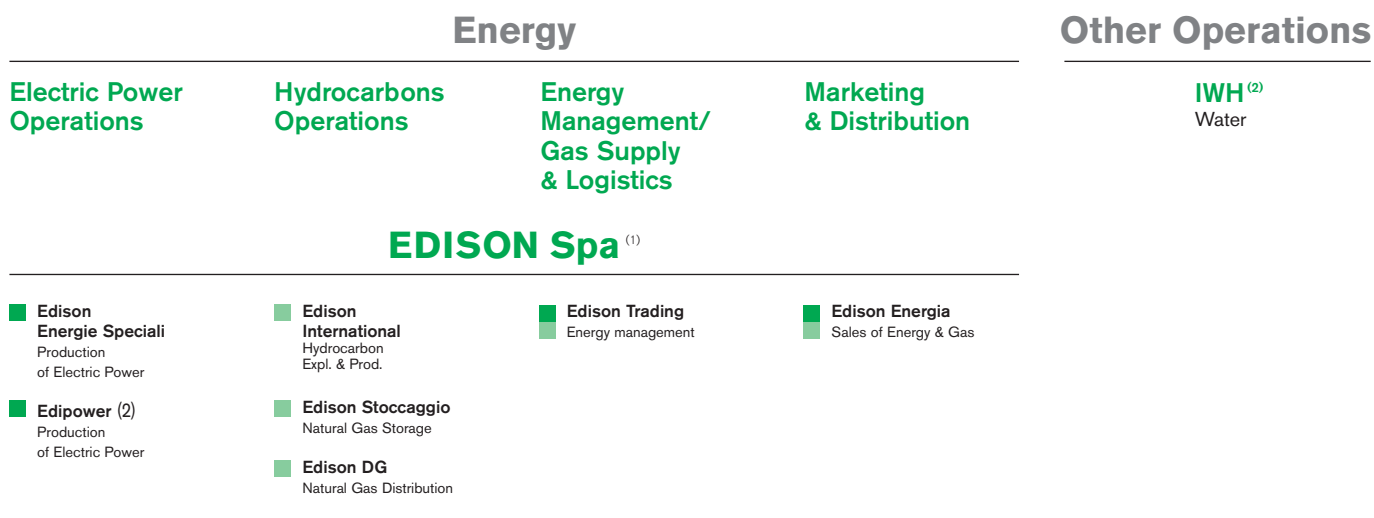 Energy
Other Operations
Electric Power
Operations
Hydrocarbons
Operations
Energy
Management/
Gas Supply
& Logistics
Marketing
& Distribution
IWH (2)
Water
EDISON Spa (1)
Edison
Energie Speciali
Production
of Electric Power
Edipower (2)
Production
of Electric Power
Edison
International
Hydrocarbon
Expl. & Prod.
Edison Stoccaggio
Natural Gas Storage
Edison DG
Natural Gas Distribution
Edison Trading
Energy management
Edison Energia
Sales of Energy & Gas